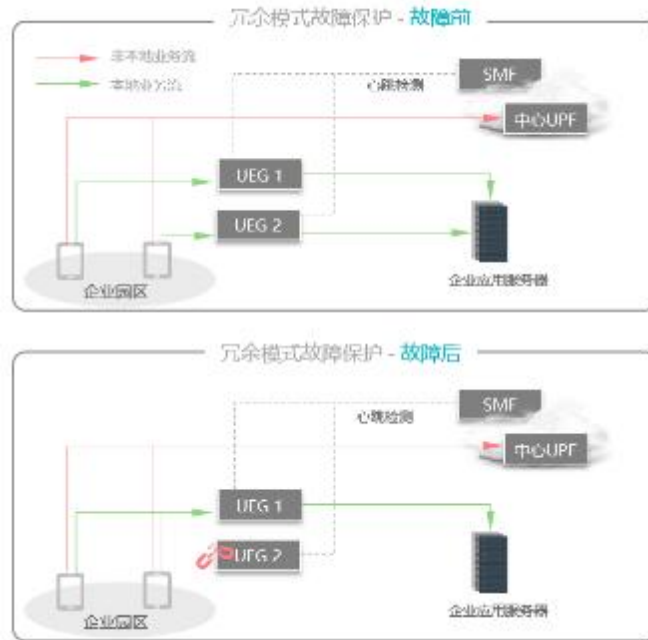 冗余模式故障保护 - 故障前
非本地业务流
本地业务流
心跳检测
SMF
中心UPF
UEG 1
UEG 2
企业园区
企业应用服务器
冗余模式故障保护 - 故障后
心跳检测
SMF
中心UPF
UEG 1
UEG 2
企业园区
企业应用服务器